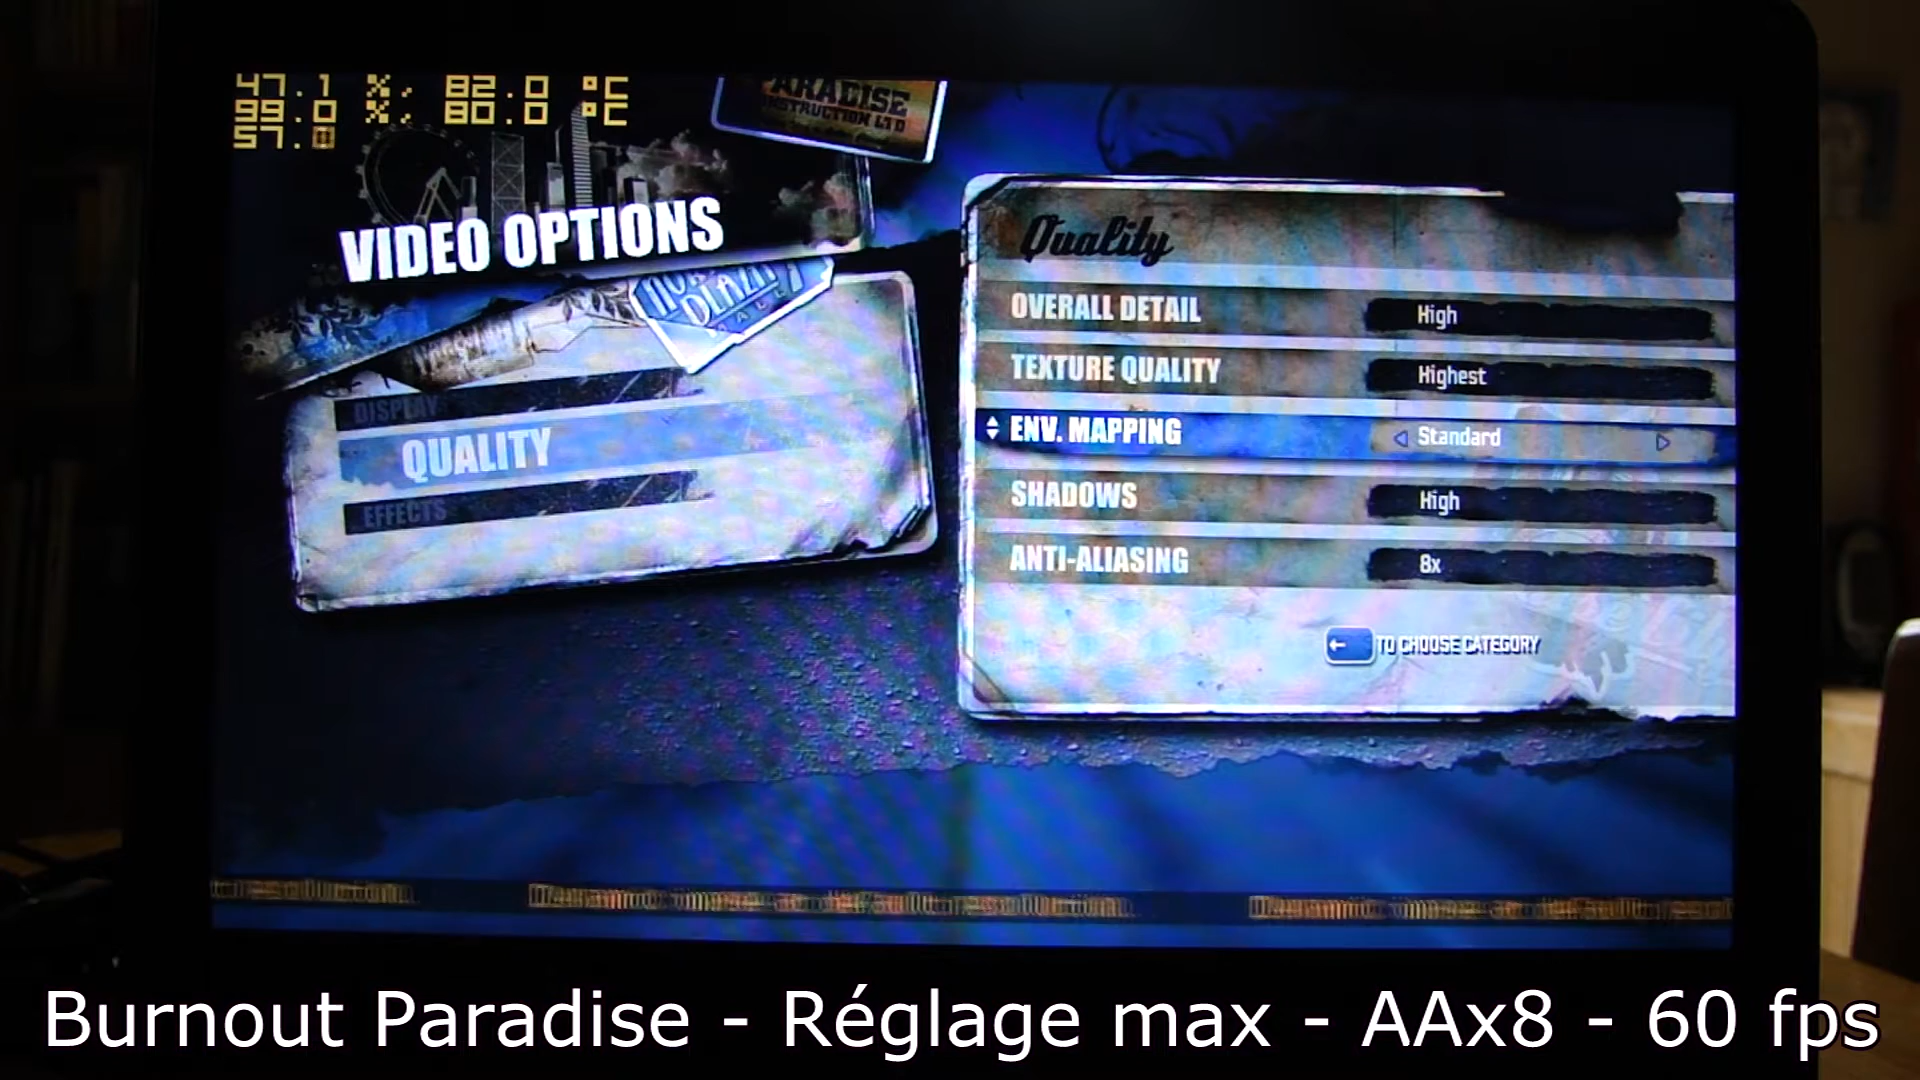 47.1 %, 82.0 °C
99.0 %, 80.0 °C
57.
PARADISE
VIDEO OPTIONS
DISPLAY
QUALITY
EFFECTS
Quality
OVERALL DETAIL High
TEXTURE QUALITY Highest
ENV. MAPPING Standard
SHADOWS High
ANTI-ALIASING 8x
← TO CHOOSE CATEGORY
Burnout Paradise - Réglage max - AAx8 - 60 fps